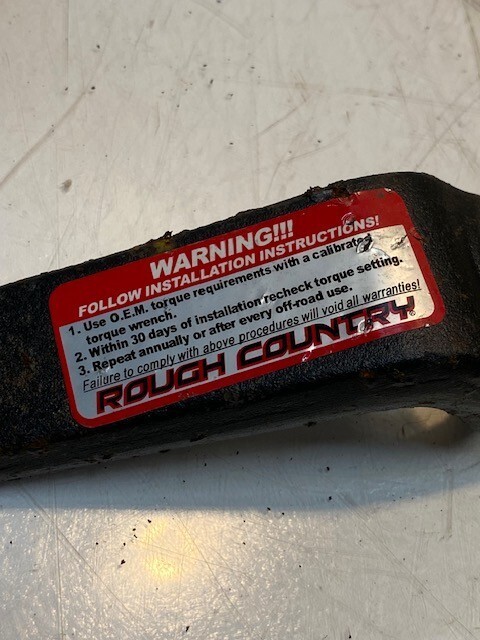 WARNING!!!
FOLLOW INSTALLATION INSTRUCTIONS!
1. Use O.E.M. torque requirements with a calibrated
torque wrench.
2. Within 30 days of installation recheck torque setting.
3. Repeat annually or after every off-road use.
Failure to comply with above procedures will void all warranties!
ROUGH COUNTRY®